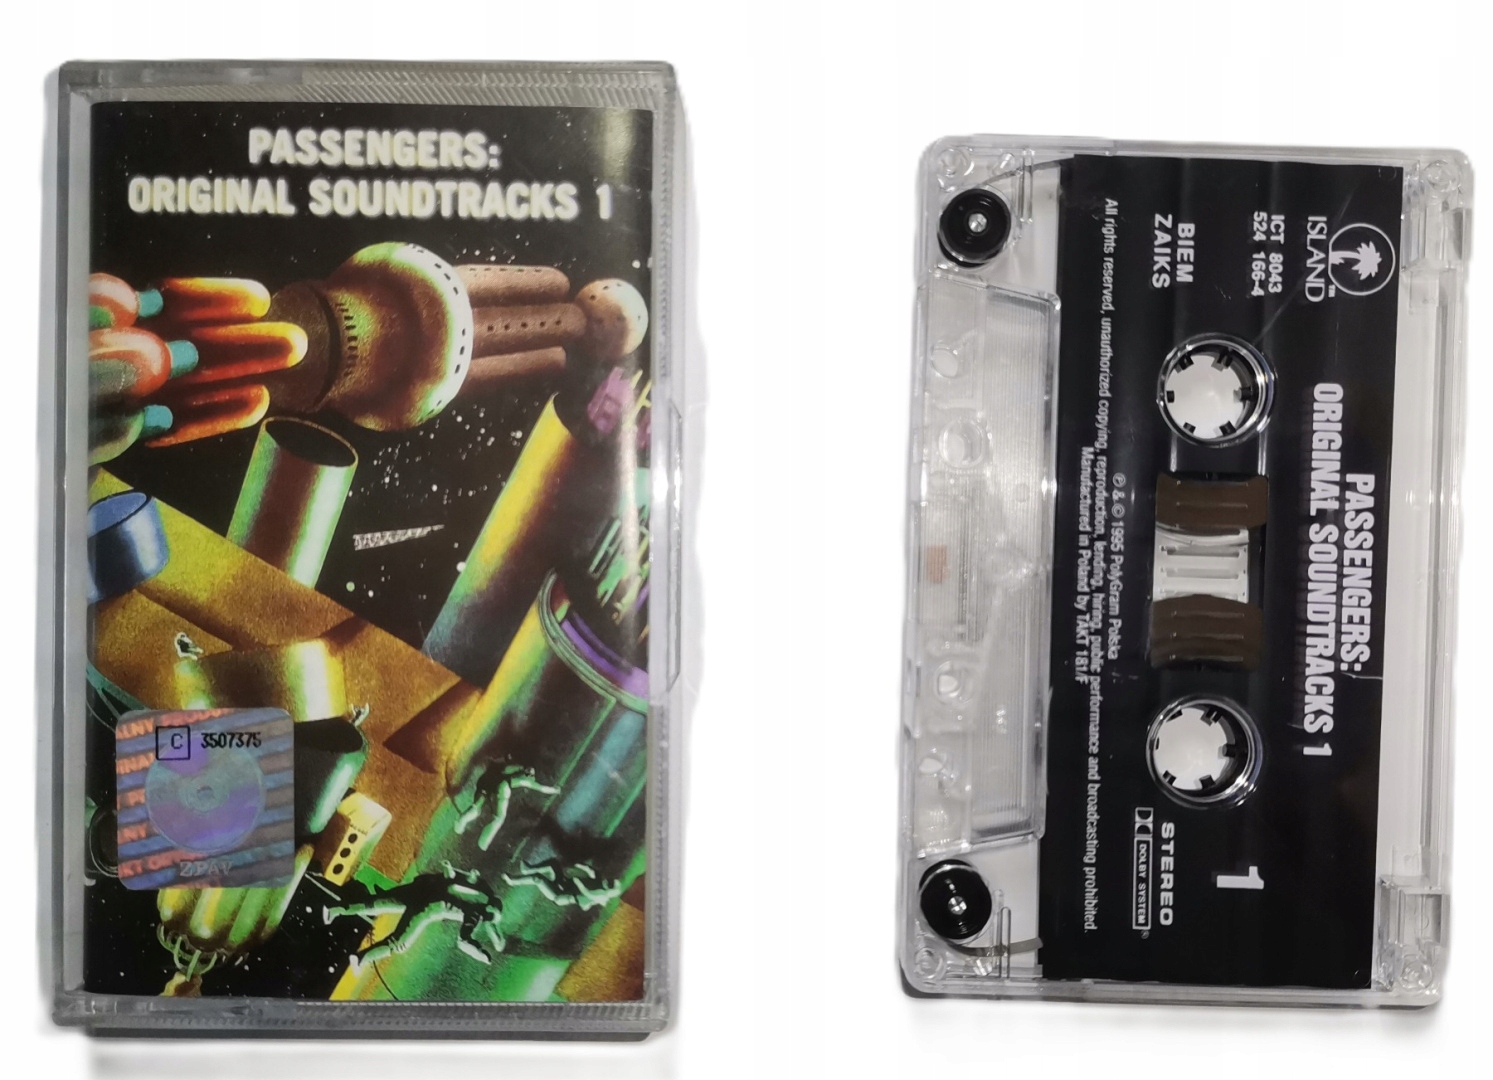 PASSENGERS:
ORIGINAL SOUNDTRACKS 1
C 3507375
ZPAV
ISLAND™
ICT 8043
524 166-4
BIEM
ZAIKS
PASSENGERS:
ORIGINAL SOUNDTRACKS 1
1
STEREO
DOLBY SYSTEM®
℗ & © 1995 PolyGram Polska
All rights reserved, unauthorized copying, reproduction, lending, hiring, public performance and broadcasting prohibited.
Manufactured in Poland by TAKT 181/F